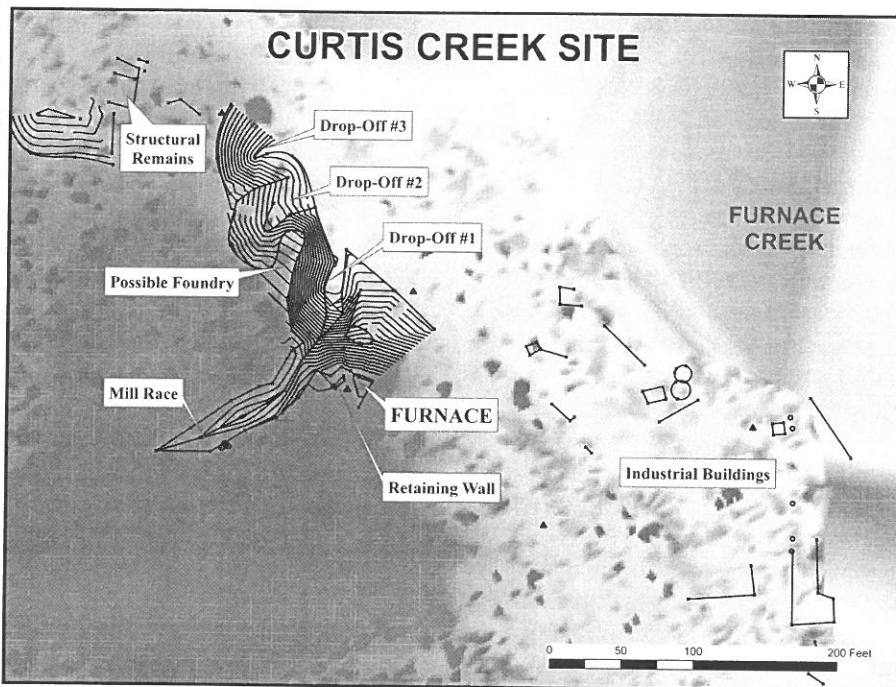 CURTIS CREEK SITE
N
W E
S
Structural
Remains
Drop-Off #3
Drop-Off #2
Drop-Off #1
FURNACE
CREEK
Possible Foundry
Mill Race
FURNACE
Retaining Wall
Industrial Buildings
0 50 100 200 Feet